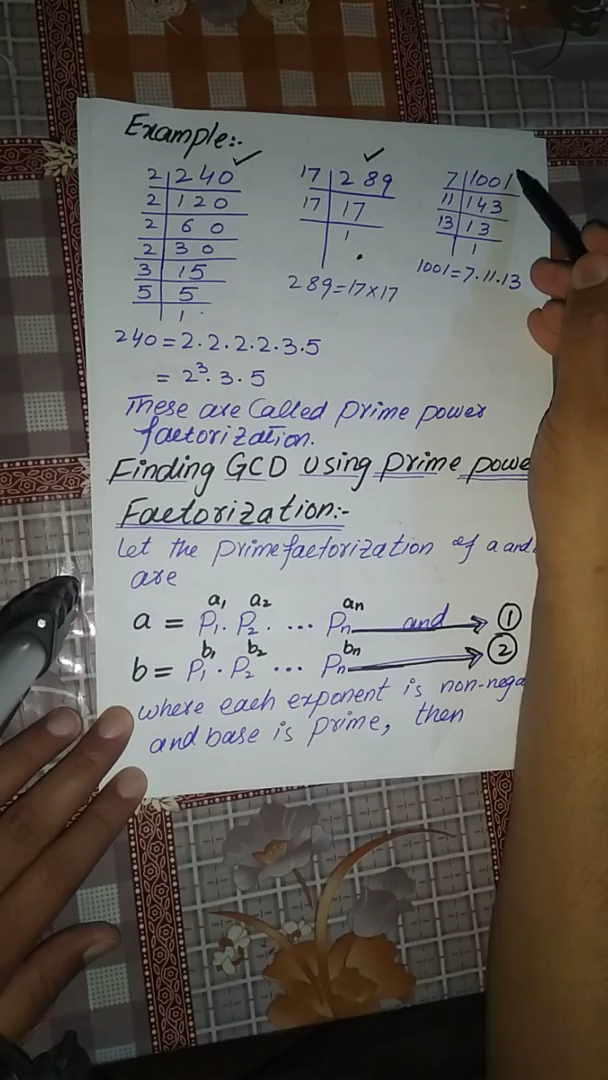 Example:-
2 | 240
2 | 120
2 | 60
2 | 30
3 | 15
5 | 5
1
240 = 2.2.2.2.3.5
= 2³.3.5
17 | 289
17 | 17
1
289 = 17×17
7 | 1001
11 | 143
13 | 13
1
1001 = 7.11.13
These are Called prime power
factorization.
Finding GCD Using prime powe
Factorization:-
Let the primefactorization of a and
are
a = P₁^a₁ . P₂^a₂ ... Pn^an and → ①
b = P₁^b₁ . P₂^b₂ ... Pn^bn → ②
where each exponent is non-nega
and base is prime, then